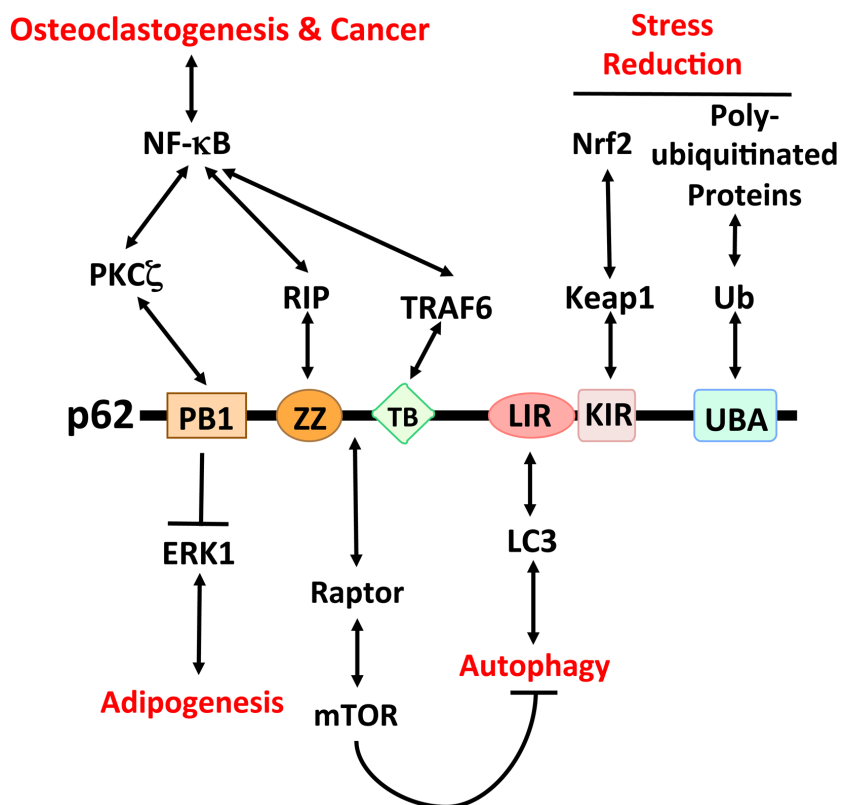 Osteoclastogenesis & Cancer
Stress
Reduction
NF-κB
Nrf2
Poly-
ubiquitinated
Proteins
PKCζ
RIP
TRAF6
Keap1
Ub
p62
PB1
ZZ
TB
LIR
KIR
UBA
ERK1
LC3
Raptor
Autophagy
Adipogenesis
mTOR